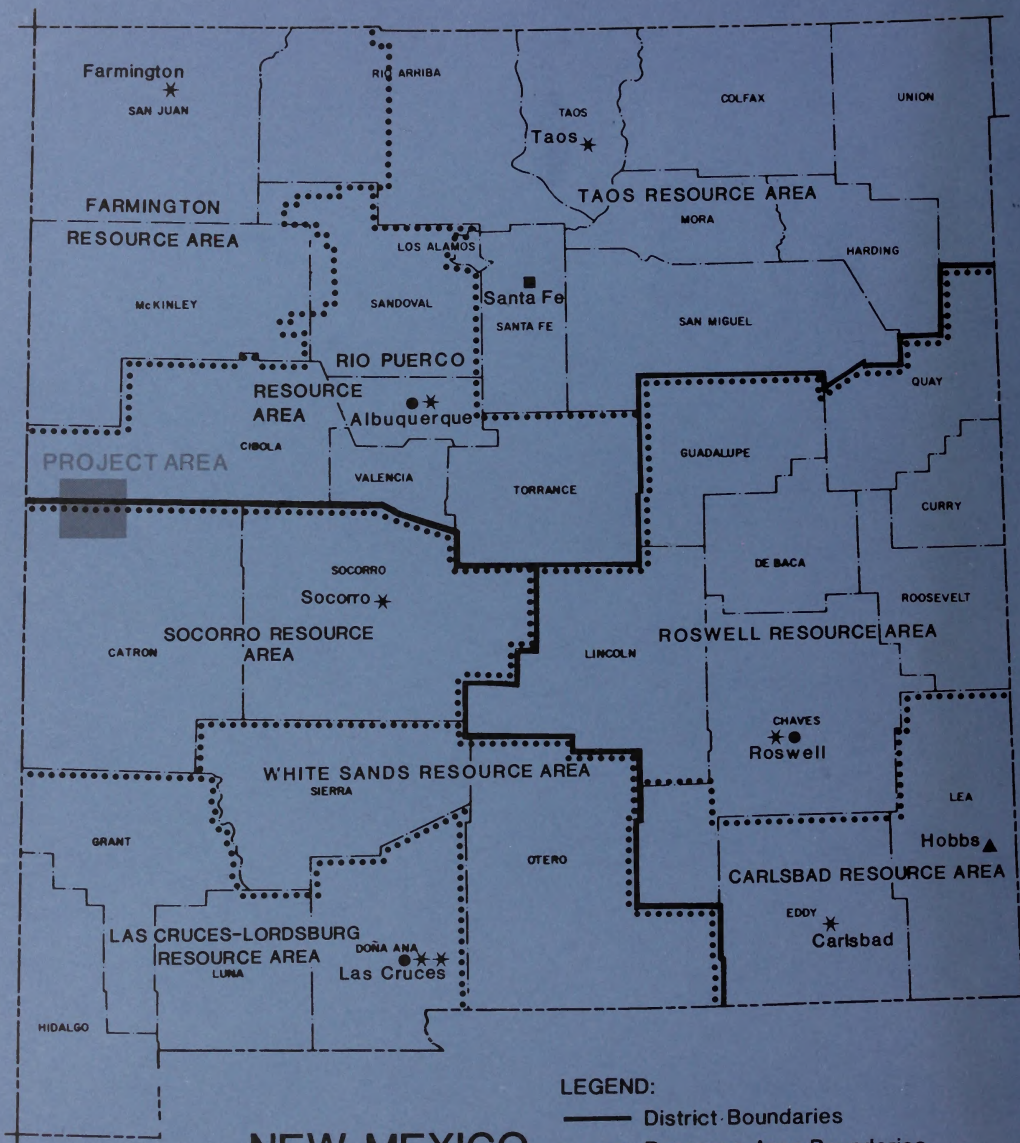 Farmington
SAN JUAN
RIO ARRIBA
TAOS
Taos
COLFAX
UNION
FARMINGTON
RESOURCE AREA
TAOS RESOURCE AREA
MORA
HARDING
LOS ALAMOS
McKINLEY
SANDOVAL
Santa Fe
SANTA FE
SAN MIGUEL
RIO PUERCO
RESOURCE
AREA
Albuquerque
QUAY
CIBOLA
PROJECT AREA
VALENCIA
TORRANCE
GUADALUPE
CURRY
DE BACA
SOCORRO
Socorro
ROOSEVELT
SOCORRO RESOURCE
AREA
CATRON
LINCOLN
ROSWELL RESOURCE AREA
CHAVES
Roswell
WHITE SANDS RESOURCE AREA
SIERRA
LEA
GRANT
OTERO
Hobbs
CARLSBAD RESOURCE AREA
EDDY
Carlsbad
LAS CRUCES-LORDSBURG
RESOURCE AREA
LUNA
DOÑA ANA
Las Cruces
HIDALGO
LEGEND:
District Boundaries
NEW MEXICO
Resource Area Boundaries